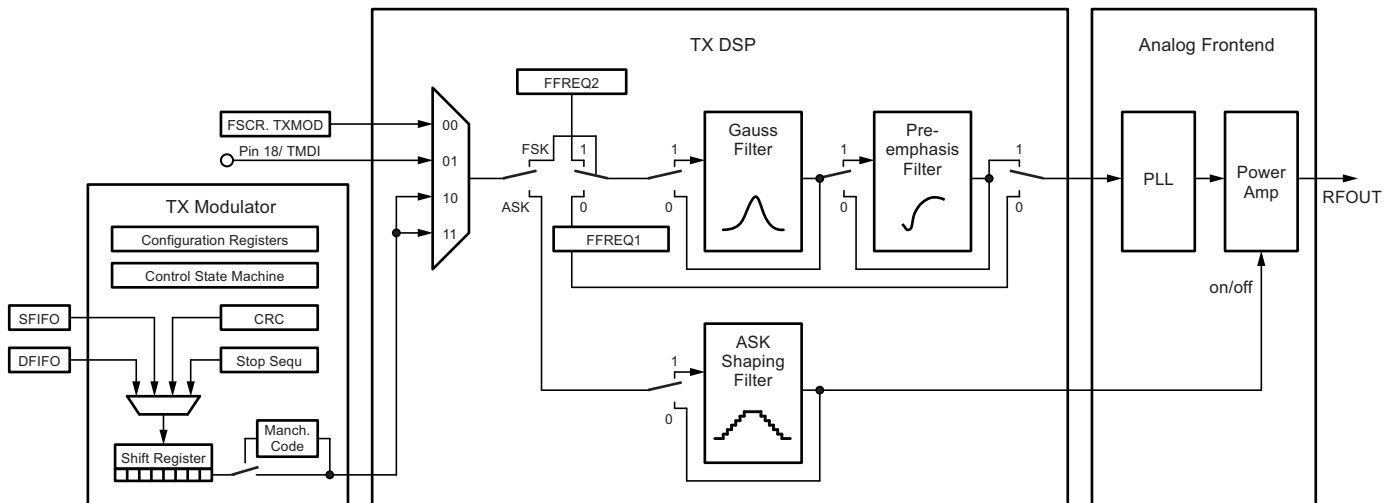 TX DSP
Analog Frontend
FFREQ2
FSCR. TXMOD
00
Gauss
Filter
Pre-
emphasis
Filter
FSK
1
1
1
1
Pin 18/ TMDI
01
PLL
Power
Amp
RFOUT
TX Modulator
10
ASK
0
0
0
0
Configuration Registers
11
FFREQ1
Control State Machine
on/off
SFIFO
CRC
ASK
Shaping
Filter
DFIFO
Stop Sequ
1
0
Manch.
Code
Shift Register